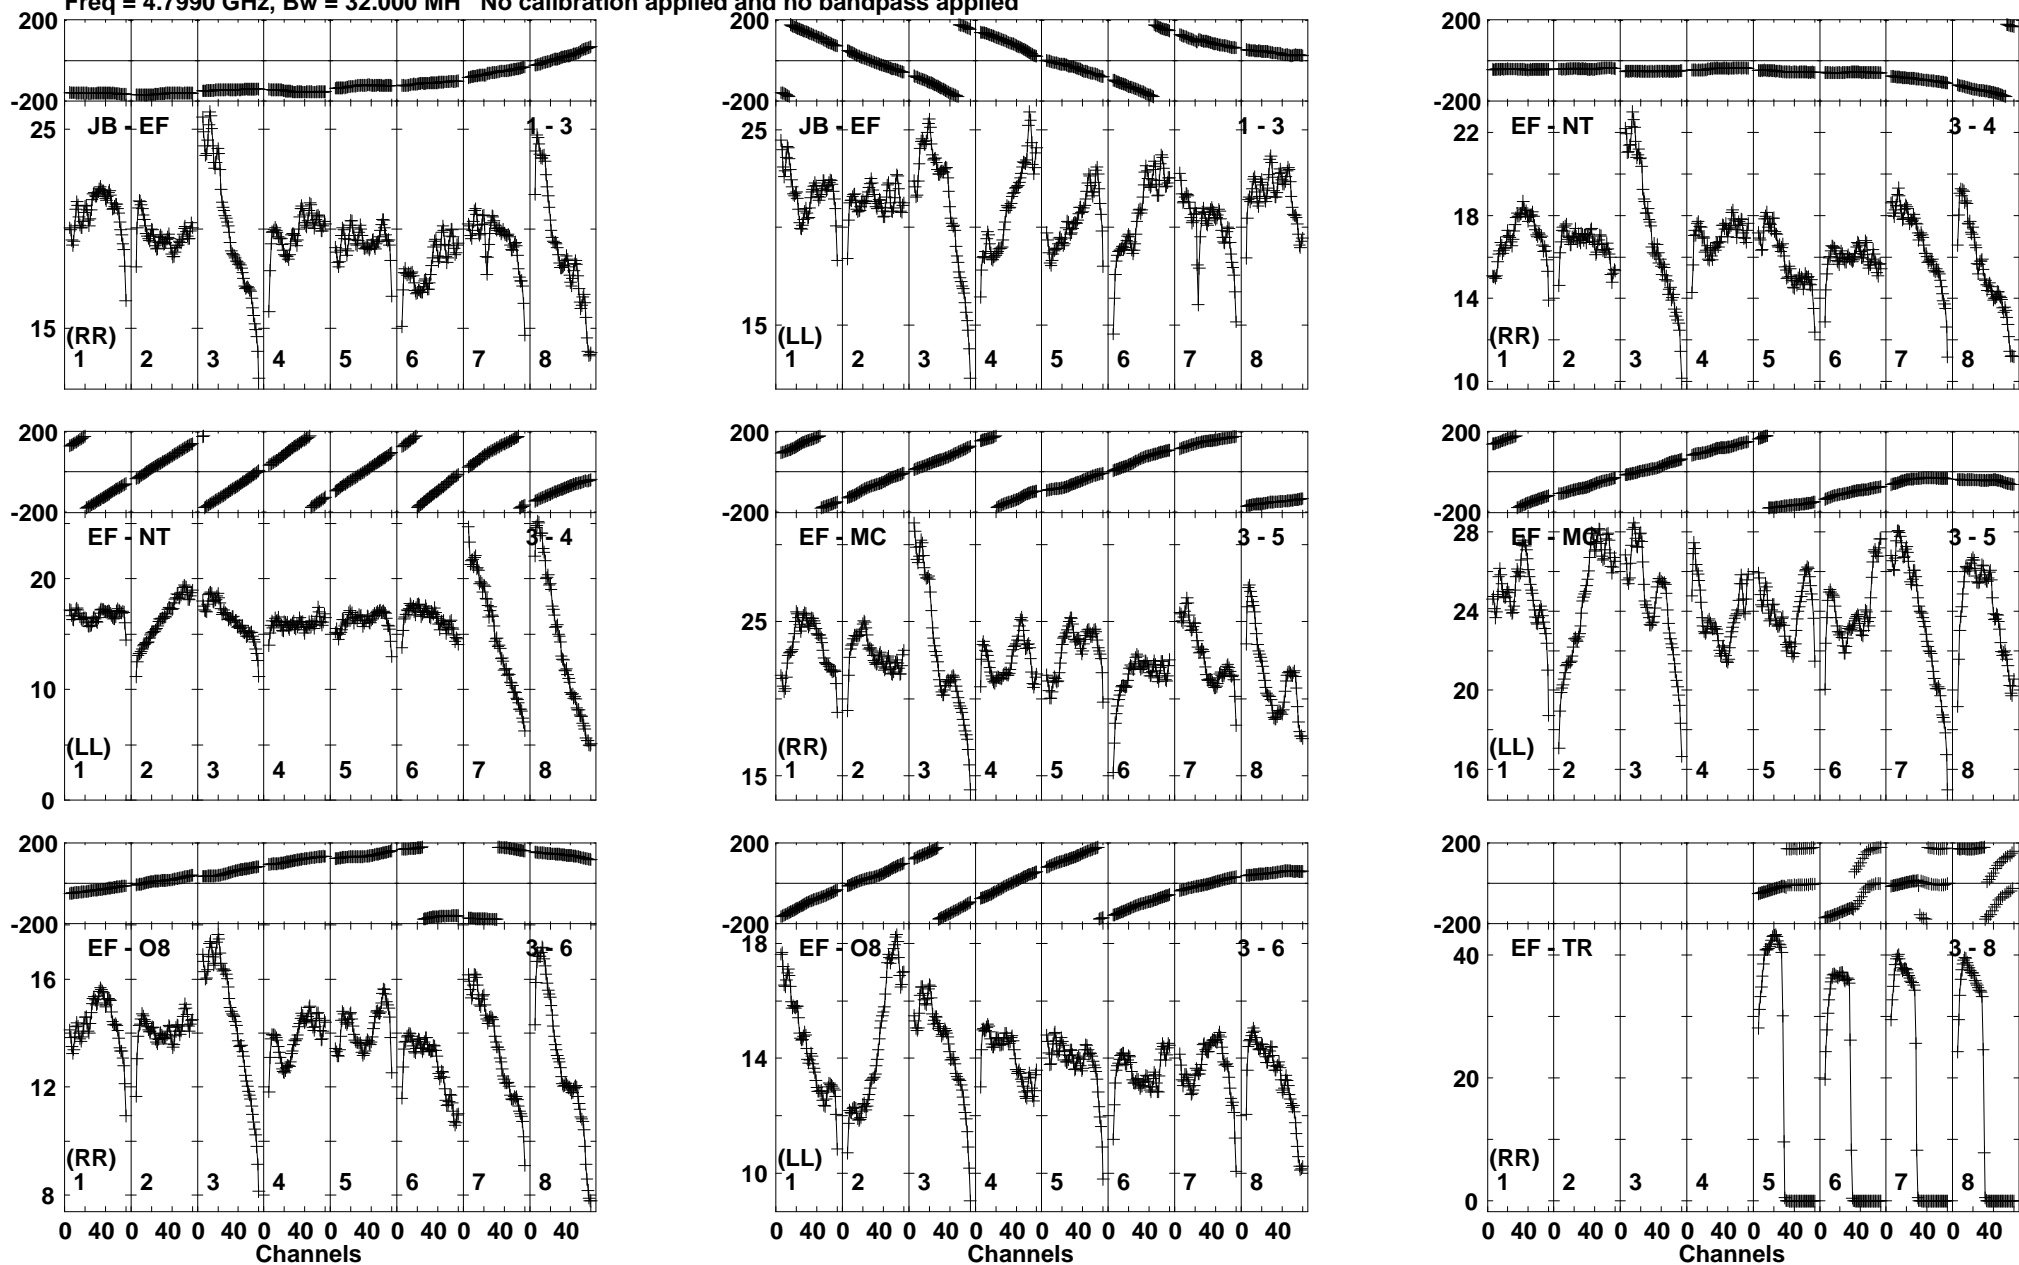 Freq = 4.7990 GHz, Bw = 32.000 MH No calibration applied and no bandpass applied
200
-200
JB - EF 1 - 3
25
15
(RR)
1 2 3 4 5 6 7 8
200
-200
JB - EF 1 - 3
25
15
(LL)
1 2 3 4 5 6 7 8
200
-200
EF - NT 3 - 4
22
18
14
10
(RR)
1 2 3 4 5 6 7 8
200
-200
EF - NT 3 - 4
20
10
0
(LL)
1 2 3 4 5 6 7 8
200
-200
EF - MC 3 - 5
25
15
(RR)
1 2 3 4 5 6 7 8
200
-200
EF - MC 3 - 5
28
24
20
16
(LL)
1 2 3 4 5 6 7 8
200
-200
EF - O8 3 - 6
16
12
8
(RR)
1 2 3 4 5 6 7 8
0 40 0 40 0 40 0 40 0 40 0 40 0 40 0 40
Channels
200
-200
EF - O8 3 - 6
18
14
10
(LL)
1 2 3 4 5 6 7 8
0 40 0 40 0 40 0 40 0 40 0 40 0 40 0 40
Channels
200
-200
EF - TR 3 - 8
40
20
0
(RR)
1 2 3 4 5 6 7 8
0 40 0 40 0 40 0 40 0 40 0 40 0 40 0 40
Channels